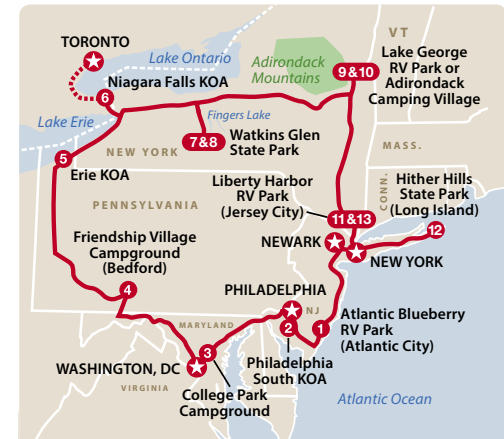 TORONTO
Lake Ontario
Adirondack
Mountains
VT
9 & 10
Lake George
RV Park or
Adirondack
Camping Village
6
Niagara Falls KOA
Lake Erie
Fingers Lake
7 & 8
Watkins Glen
State Park
NEW YORK
MASS.
5
Erie KOA
CONN.
Hither Hills
State Park
(Long Island)
Liberty Harbor
RV Park
(Jersey City)
11 & 13
12
PENNSYLVANIA
NEWARK
NEW YORK
Friendship Village
Campground
(Bedford)
4
PHILADELPHIA
NJ
2
1
Atlantic Blueberry
RV Park
(Atlantic City)
MARYLAND
3
Philadelphia
South KOA
WASHINGTON, DC
VIRGINIA
College Park
Campground
Atlantic Ocean